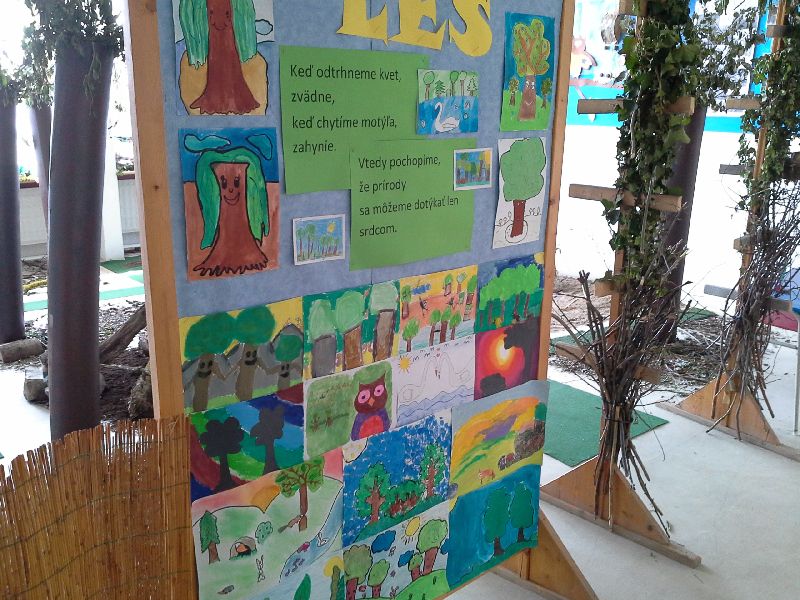 LES
Keď odtrhneme kvet,
zvädne,
keď chytíme motýľa,
zahynie.
Vtedy pochopíme,
že prírody
sa môžeme dotýkať len
srdcom.